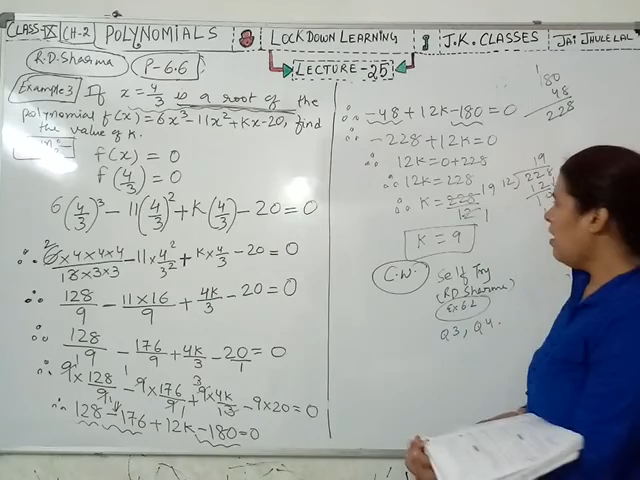 CLASS-IX CH-2 POLYNOMIALS 8 LOCKDOWN LEARNING J.K. CLASSES JAI JHULELAL
R.D. Sharma P-6.6 LECTURE-25
Example 3 If x = 4/3 is a root of the
polynomial f(x) = 6x³ - 11x² + kx - 20, find
the value of k.
f(x) = 0
f(4/3) = 0
6(4/3)³ - 11(4/3)² + k(4/3) - 20 = 0
∴ 6×4×4×4/18×3×3 - 11×4²/3² + k×4/3 - 20 = 0
∴ 128/9 - 11×16/9 + 4k/3 - 20 = 0
∴ 128/9 - 176/9 + 4k/3 - 20/1 = 0
∴ 9×128/9 - 9×176/9 + 9×4k/3 - 9×20 = 0
∴ 128 - 176 + 12k - 180 = 0
∴ -48 + 12k - 180 = 0
∴ -228 + 12k = 0
∴ 12k = 0 + 228
∴ 12k = 228
∴ k = 228/12
k = 9
180
48
228
19
12)228
12
C.W. Self Try
(RD Sharma)
Ex 6.2
Q3, Q4.